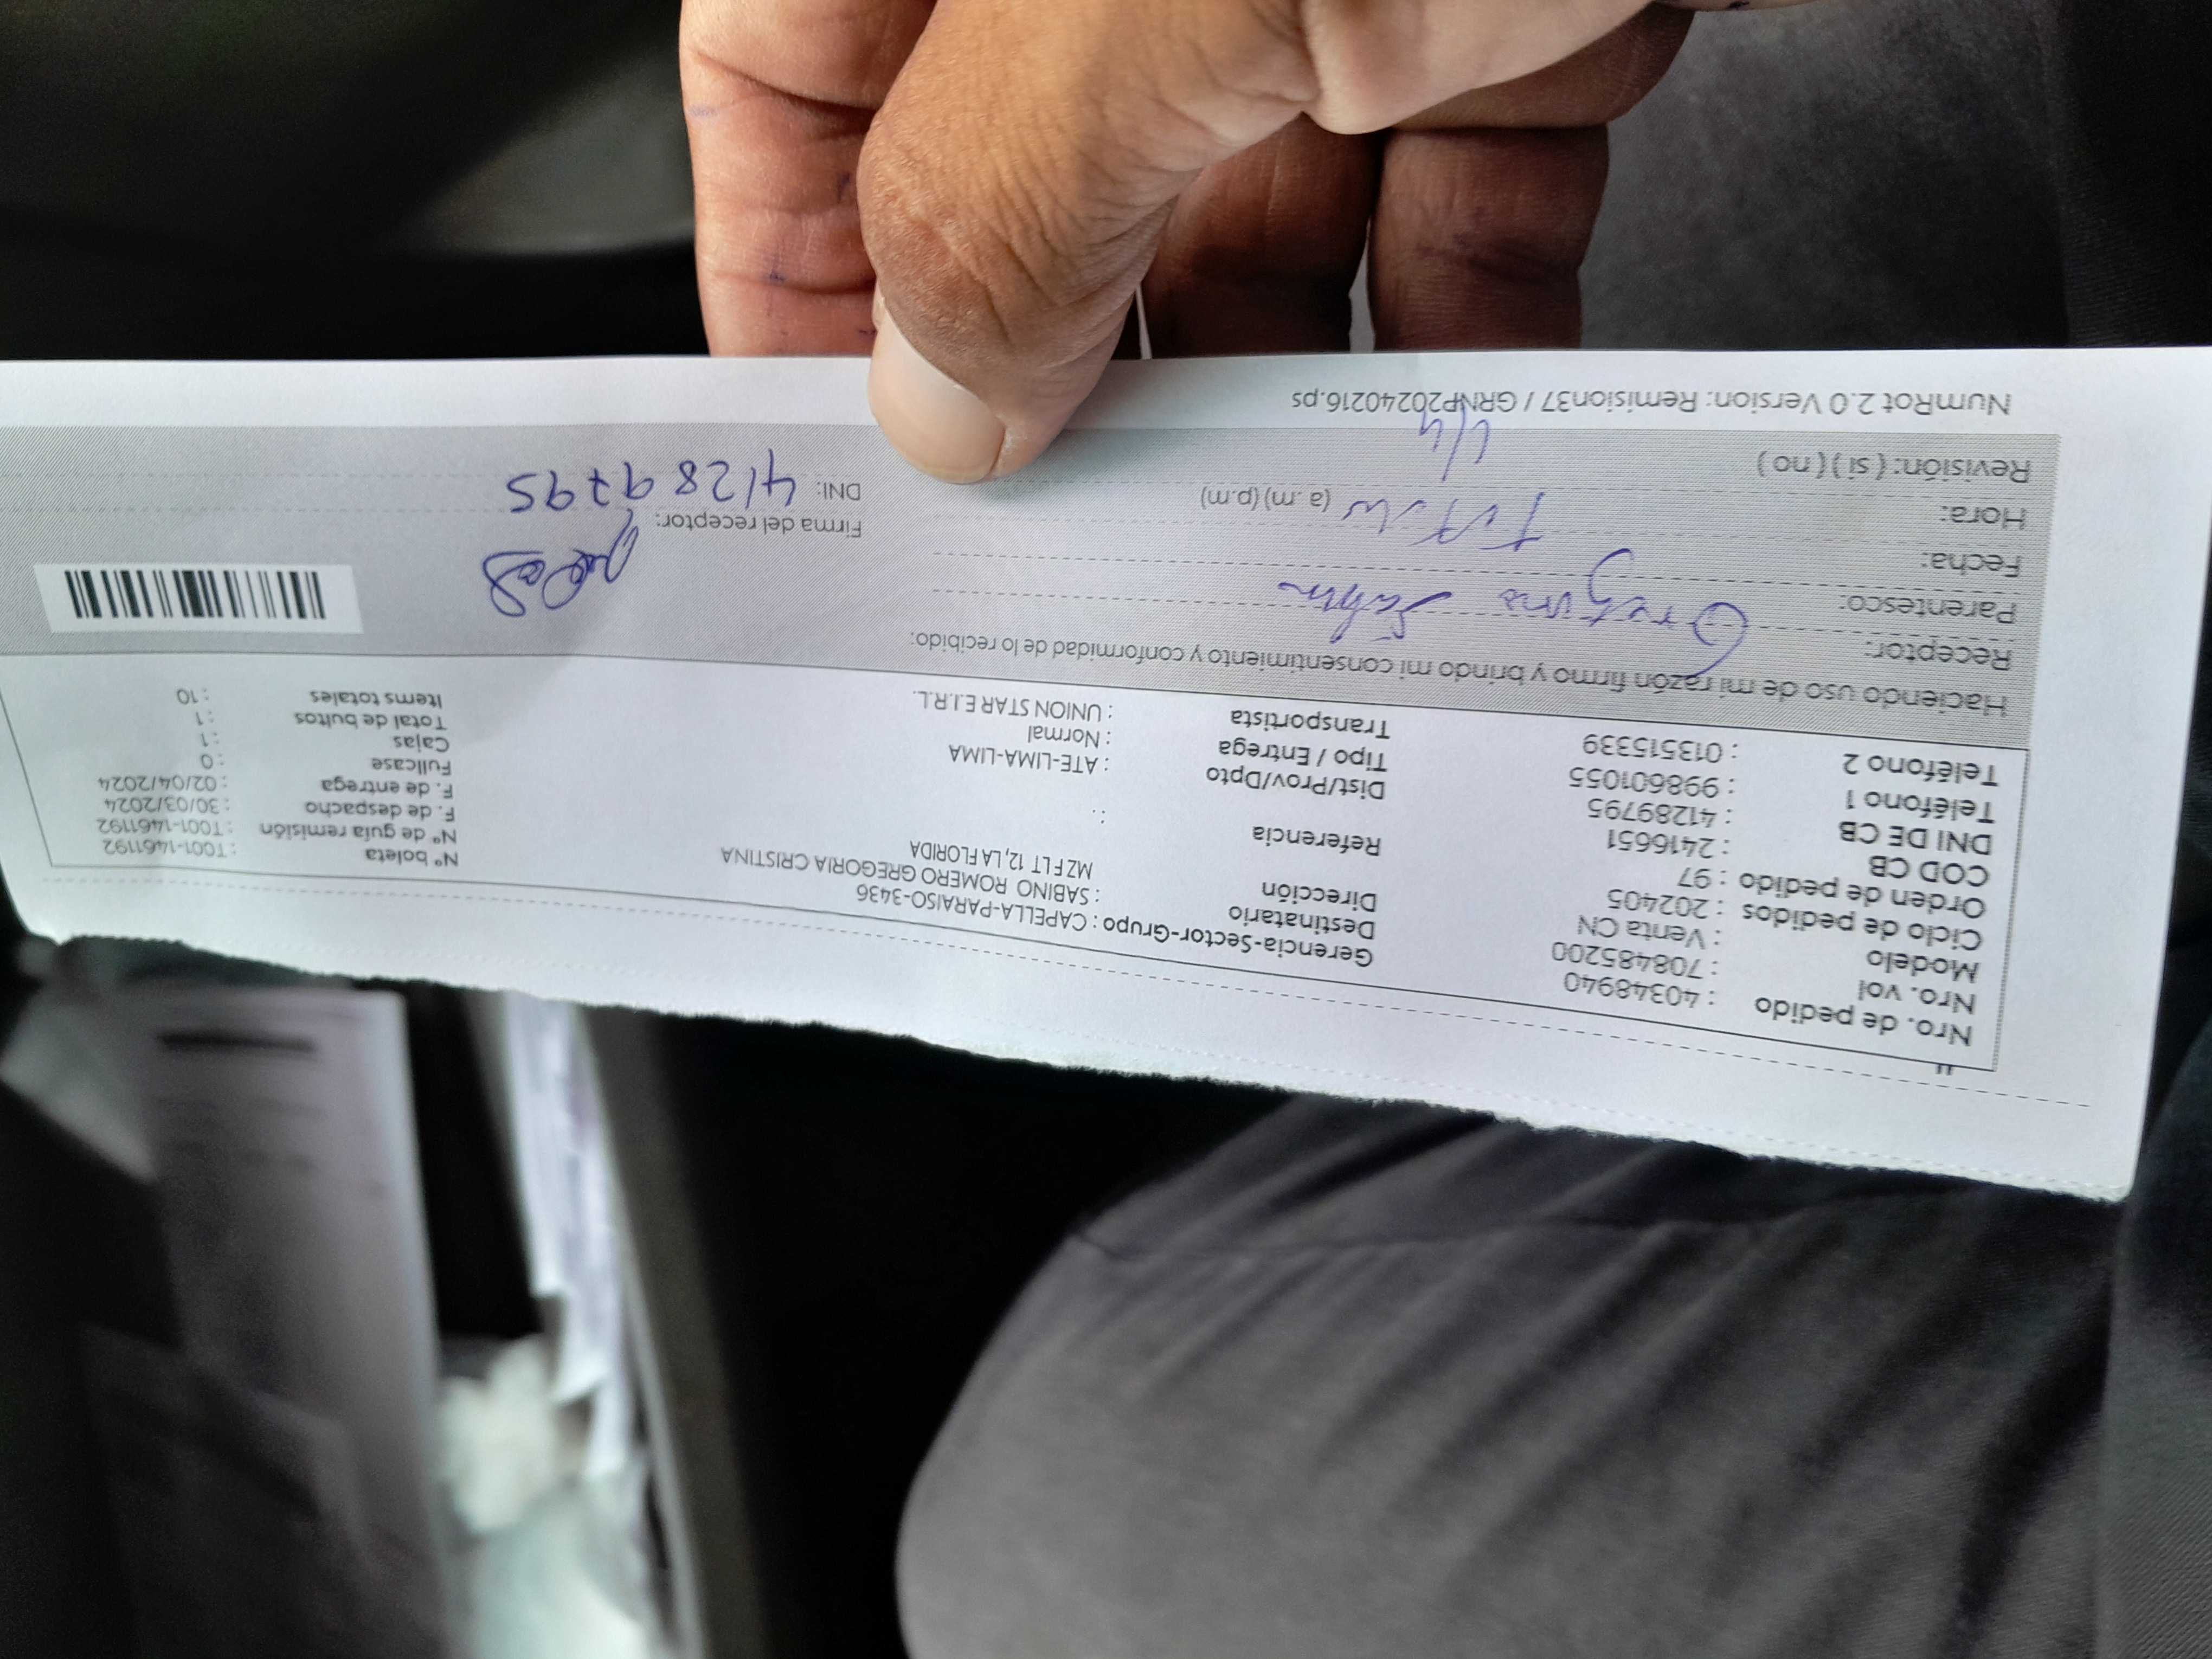 Nro. de pedido : 40348940
Nro. vol : 708485200
Modelo : Venta CN
Ciclo de pedidos : 202405
Orden de pedido : 97
COD CB : 2416651
DNI DE CB : 41289795
Teléfono 1 : 998601055
Teléfono 2 : 013515339
Gerencia-Sector-Grupo : CAPELLA-PARAISO-3436
Destinatario : SABINO ROMERO GREGORIA CRISTINA
Dirección MZ F LT 12, LA FLORIDA
Referencia :
Dist/Prov/Dpto : ATE-LIMA-LIMA
Tipo / Entrega : Normal
Transportista : UNION STAR E.I.R.L.
N° boleta : T001-1461192
N° de guía remisión : T001-1461192
F. de despacho : 30/03/2024
F. de entrega : 02/04/2024
Fullcase : 0
Cajas : 1
Total de bultos : 1
Items totales : 10
Haciendo uso de mi razón firmo y brindo mi consentimiento y conformidad de lo recibido:
Receptor:
Parentesco:
Fecha:
Hora: (a .m) (p.m)
Revisión: ( si ) ( no )
Firma del receptor:
DNI: 41289795
NumRot 2.0 Version: Remision37 / GRNP20240216.ps